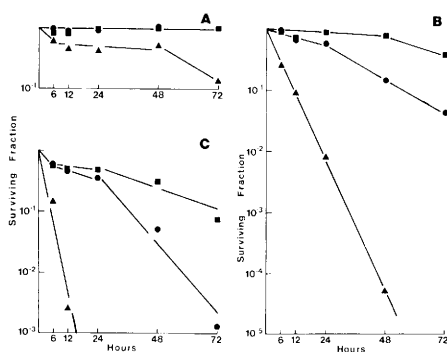 A
10-1
6 12 24 48 72
B
10-1
10-2
10-3
10-4
10-5
6 12 24 48 72
Hours
Surviving Fraction
C
10-1
10-2
10-3
6 12 24 48 72
Hours
Surviving Fraction